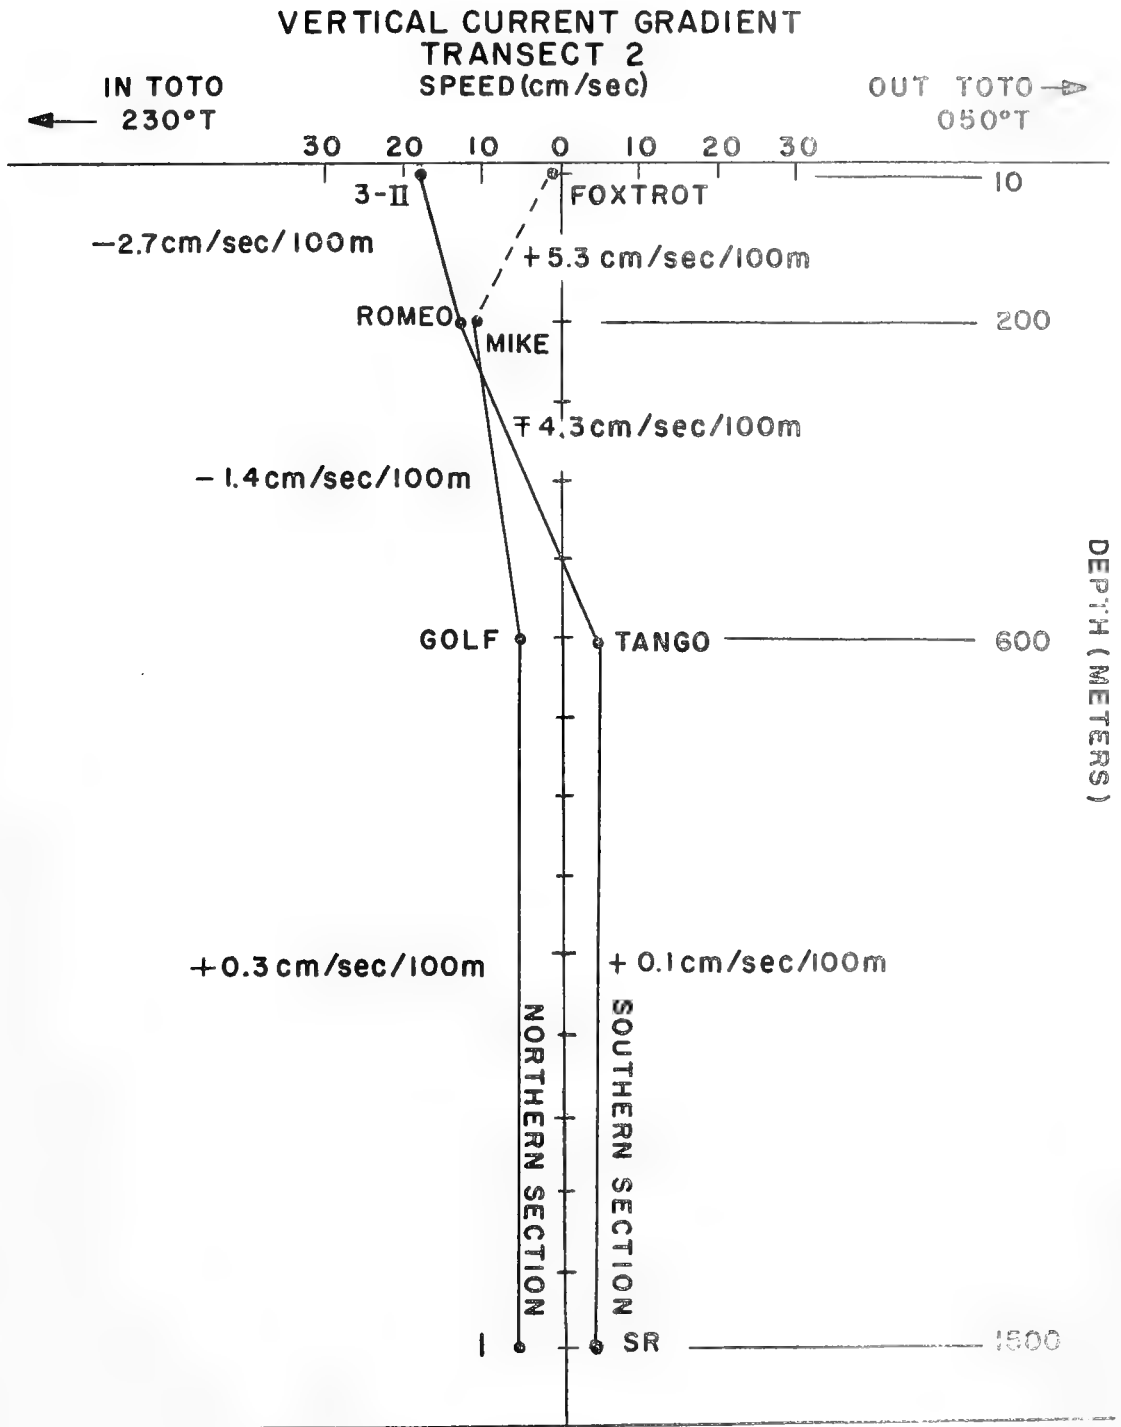 VERTICAL CURRENT GRADIENT
TRANSECT 2
SPEED (cm/sec)
IN TOTO
230°T
OUT TOTO
050°T
30 20 10 0 10 20 30
3-II
FOXTROT
10
-2.7cm/sec/100m
+5.3 cm/sec/100m
ROMEO
MIKE
200
∓4.3cm/sec/100m
-1.4cm/sec/100m
GOLF
TANGO
600
DEPTH (METERS)
+0.3cm/sec/100m
+0.1cm/sec/100m
NORTHERN SECTION
SOUTHERN SECTION
I
SR
1500